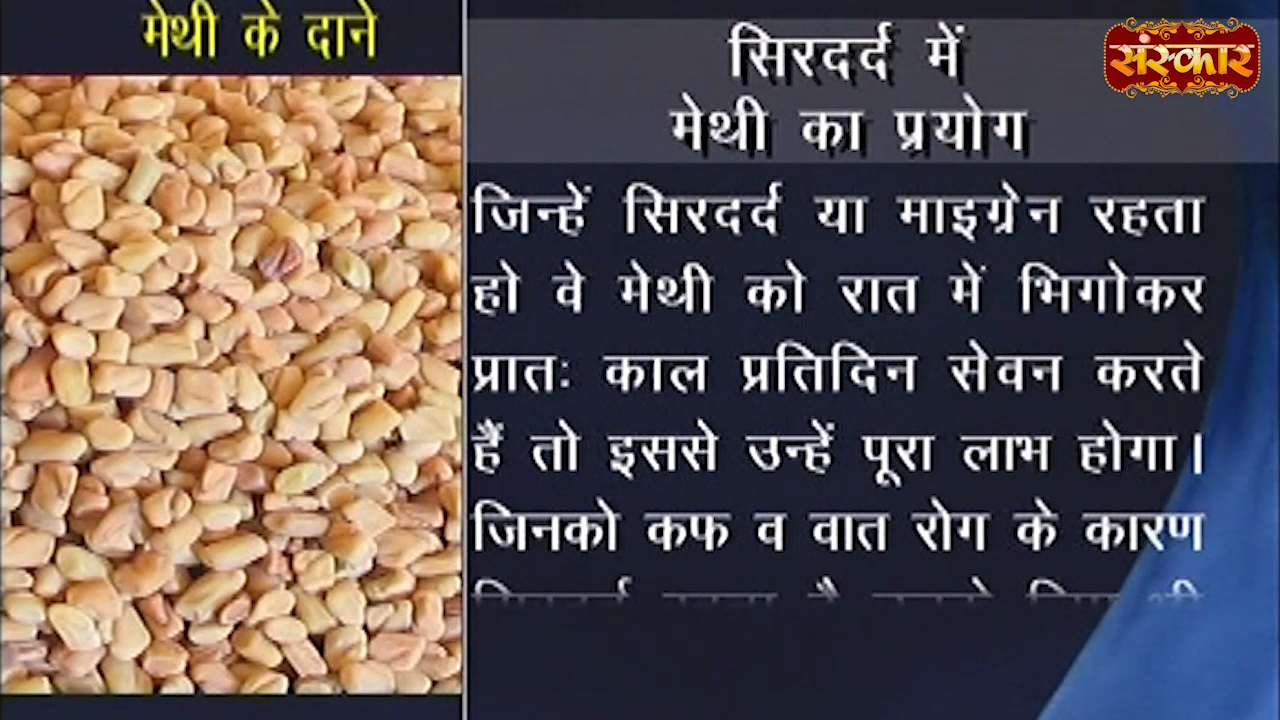 मेथी के दाने
संस्कार
सिरदर्द में
मेथी का प्रयोग
जिन्हें सिरदर्द या माइग्रेन रहता
हो वे मेथी को रात में भिगोकर
प्रातः काल प्रतिदिन सेवन करते
हैं तो इससे उन्हें पूरा लाभ होगा।
जिनको कफ व वात रोग के कारण